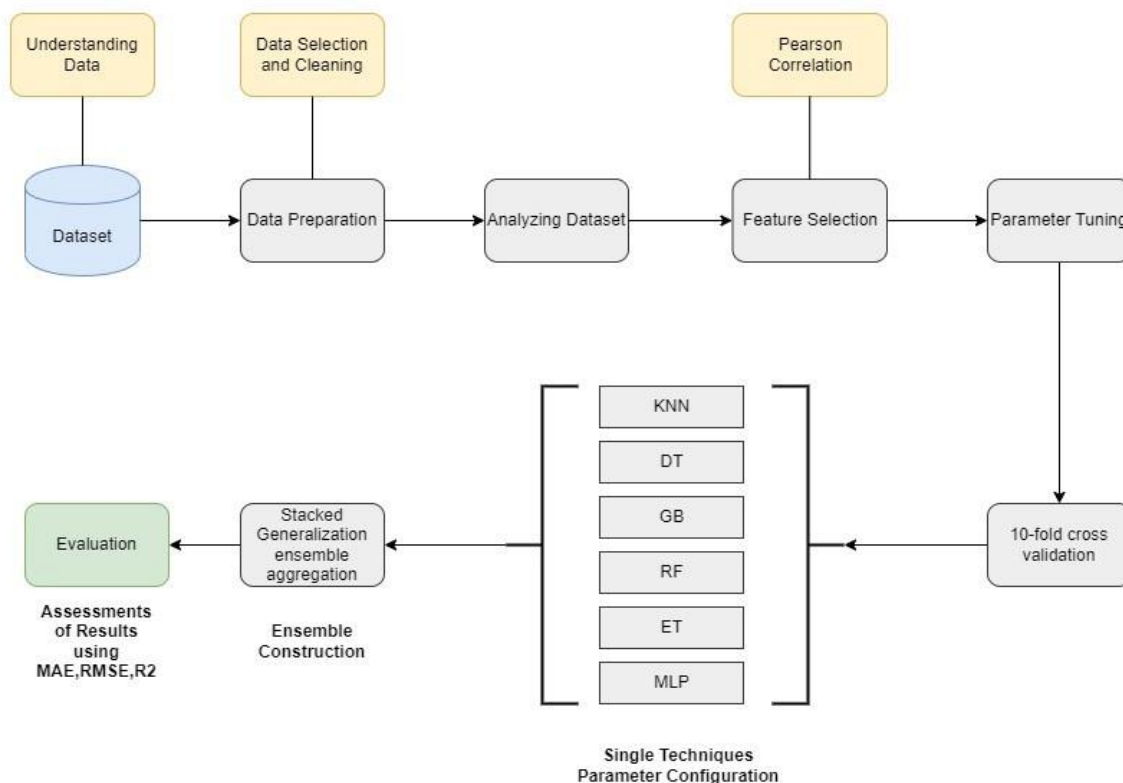 Understanding
Data
Data Selection
and Cleaning
Pearson
Correlation
Dataset
Data Preparation
Analyzing Dataset
Feature Selection
Parameter Tuning
KNN
DT
GB
RF
ET
MLP
10-fold cross
validation
Stacked
Generalization
ensemble
aggregation
Evaluation
Assessments
of Results
using
MAE,RMSE,R2
Ensemble
Construction
Single Techniques
Parameter Configuration